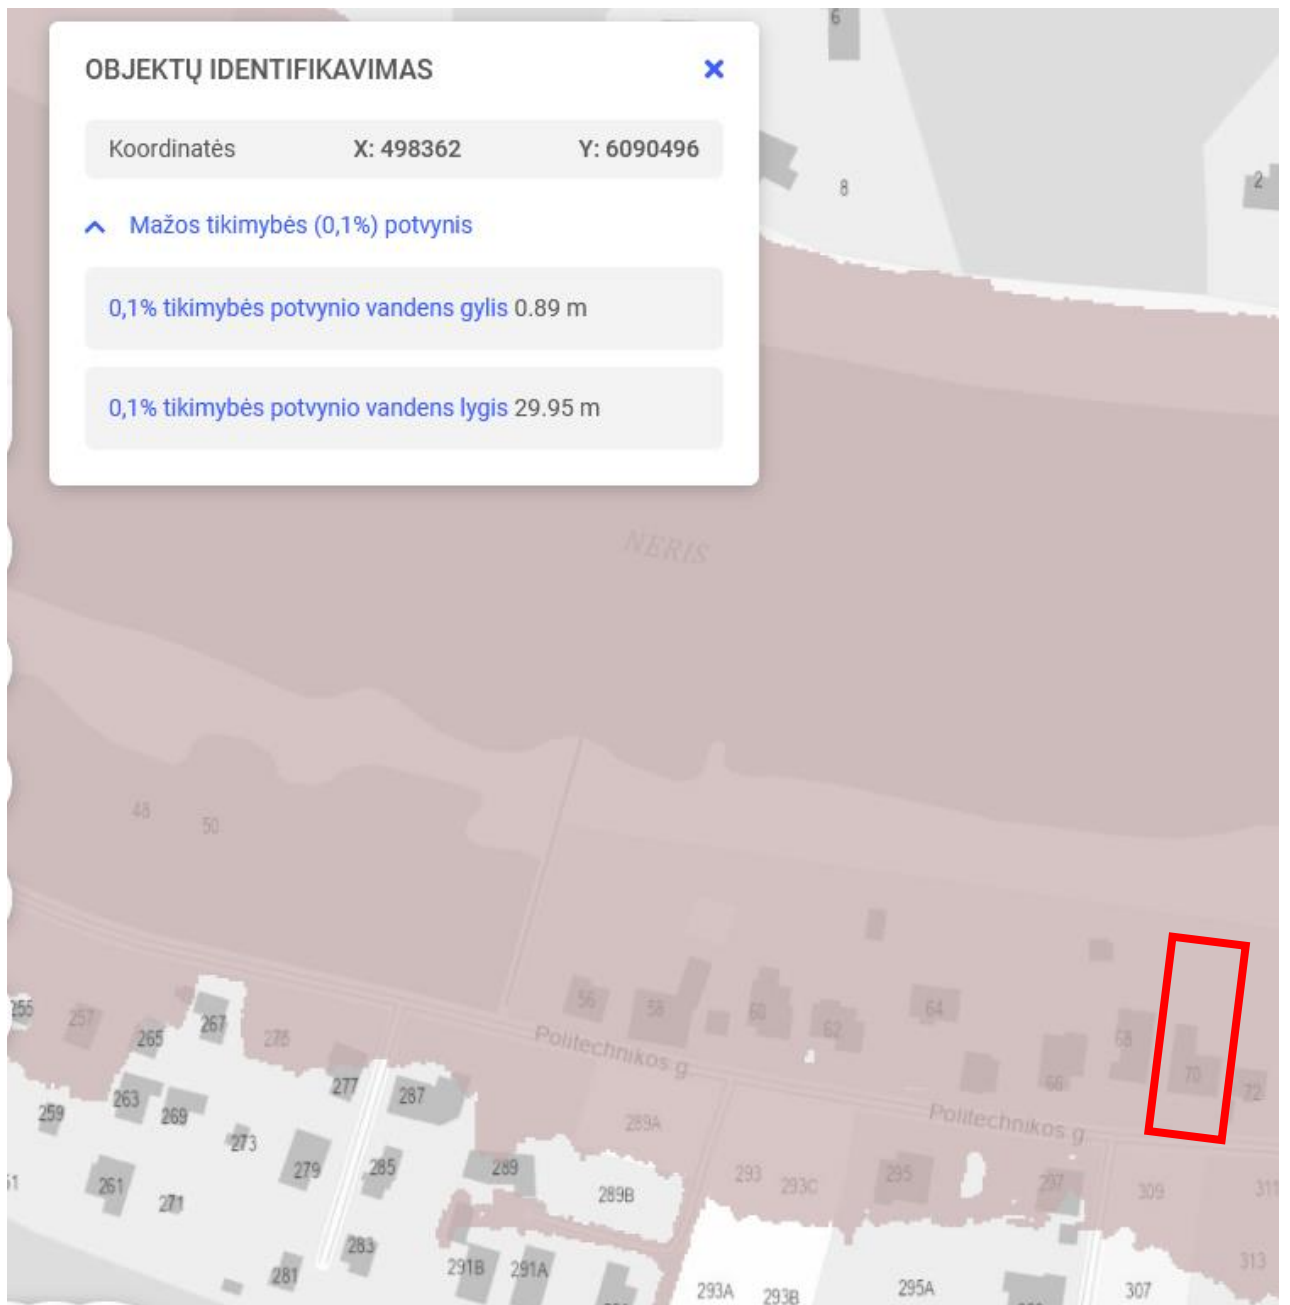 OBJEKTŲ IDENTIFIKAVIMAS
Koordinatės X: 498362 Y: 6090496
Mažos tikimybės (0,1%) potvynis
0,1% tikimybės potvynio vandens gylis 0.89 m
0,1% tikimybės potvynio vandens lygis 29.95 m
6
8
2
NERIS
48
50
56
58
60
62
64
66
68
70
72
Politechnikos g
Politechnikos g
255
257
265
267
277
287
259
263
269
273
279
285
289
289A
289B
293
293C
295
297
309
311
261
271
281
283
291B
291A
293A
293B
295A
307
313